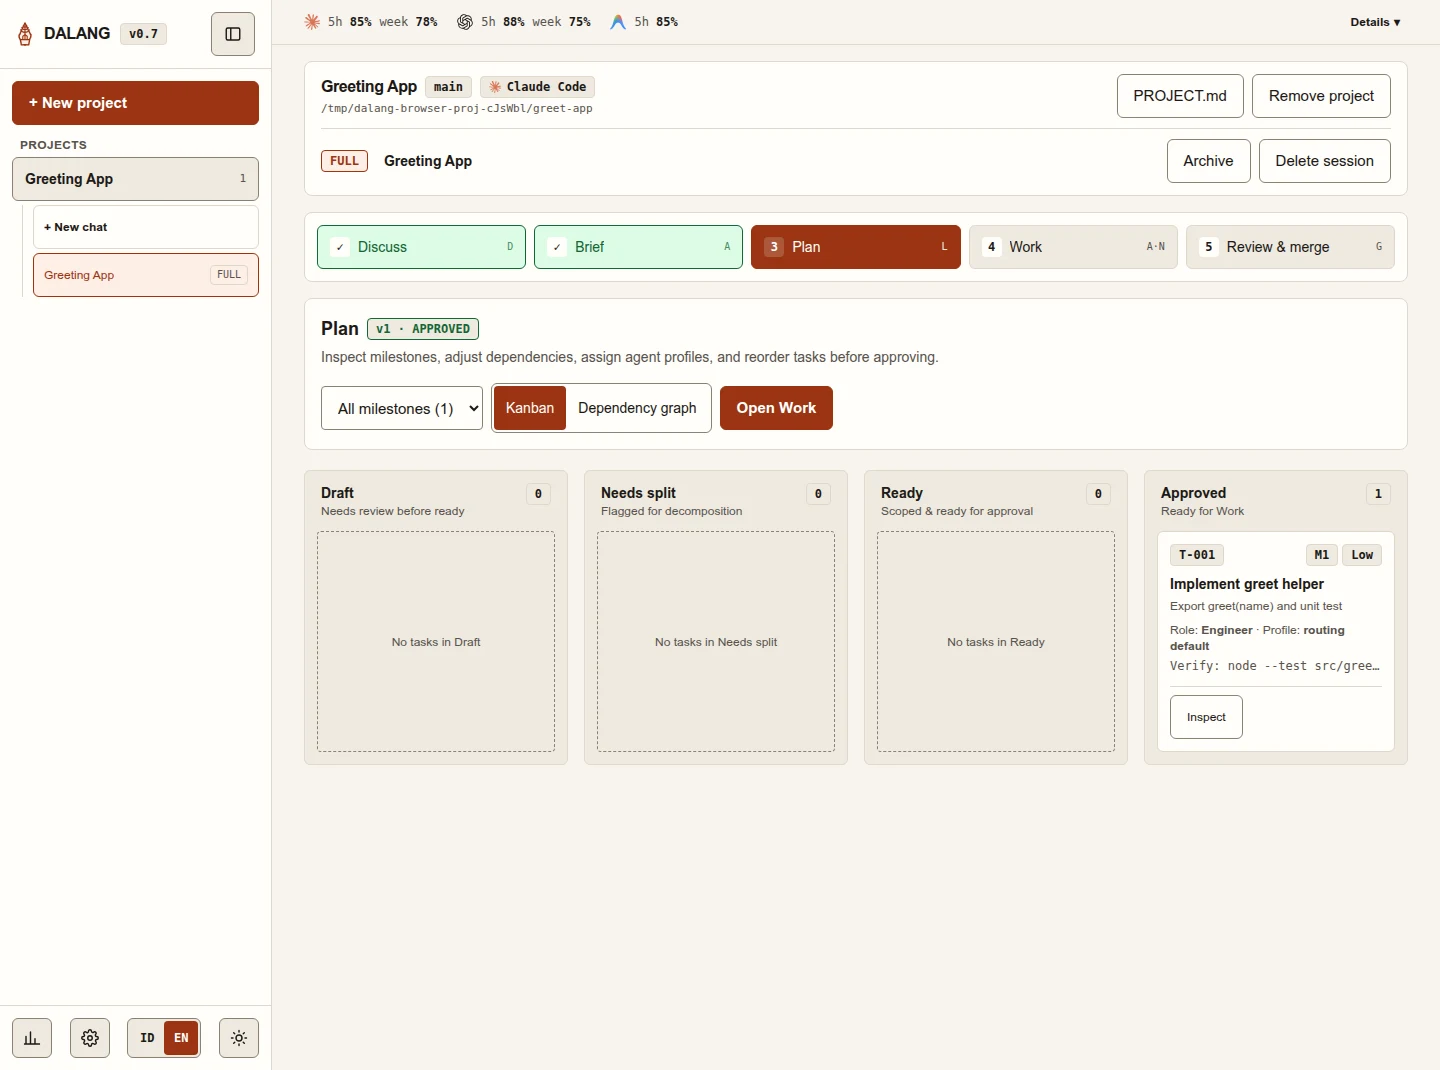 DALANG v0.7
5h 85% week 78% 5h 88% week 75% 5h 85% Details ▾
+ New project
PROJECTS
Greeting App 1
+ New chat
Greeting App FULL
ID EN
Greeting App main Claude Code
/tmp/dalang-browser-proj-cJsWbl/greet-app
PROJECT.md Remove project
FULL Greeting App
Archive Delete session
✓ Discuss D ✓ Brief A 3 Plan L 4 Work A·N 5 Review & merge G
Plan v1 · APPROVED
Inspect milestones, adjust dependencies, assign agent profiles, and reorder tasks before approving.
All milestones (1) Kanban Dependency graph Open Work
Draft 0
Needs review before ready
No tasks in Draft
Needs split 0
Flagged for decomposition
No tasks in Needs split
Ready 0
Scoped & ready for approval
No tasks in Ready
Approved 1
Ready for Work
T-001 M1 Low
Implement greet helper
Export greet(name) and unit test
Role: Engineer · Profile: routing
default
Verify: node --test src/gree…
Inspect